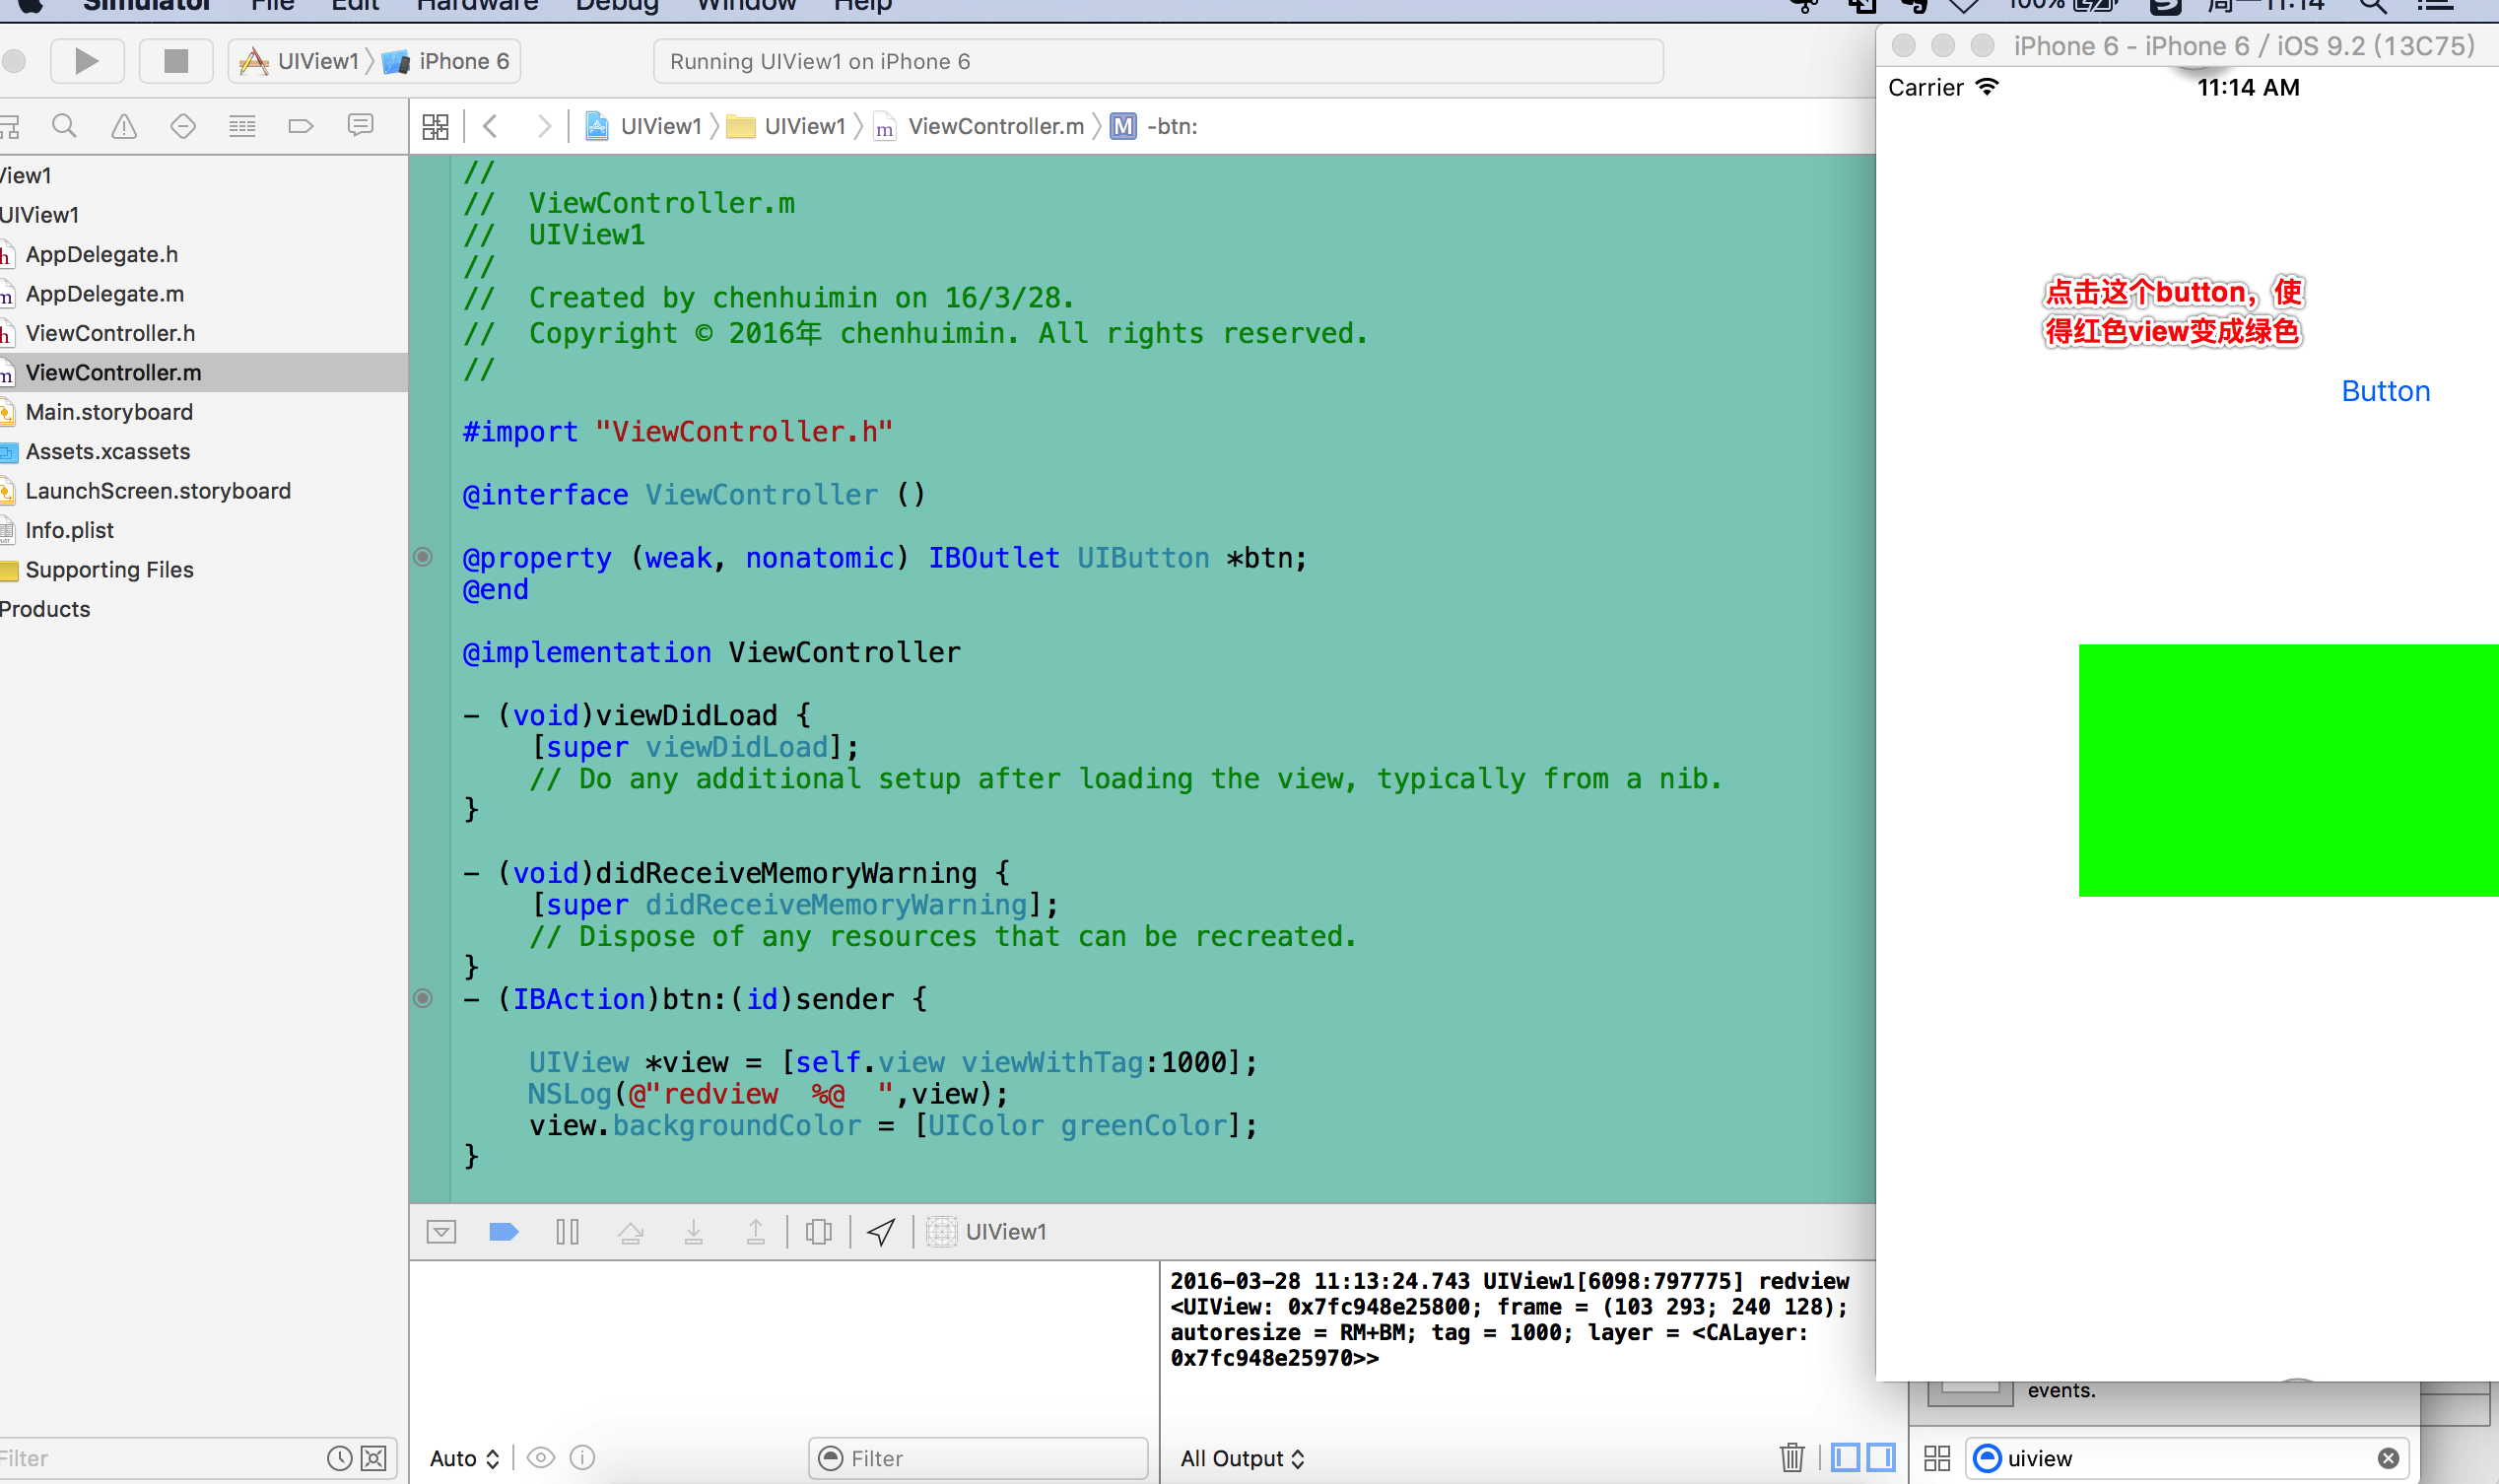 Simulator File Edit Hardware Debug Window Help 100% 周一11:14
UIView1 iPhone 6
Running UIView1 on iPhone 6
iPhone 6 - iPhone 6 / iOS 9.2 (13C75)
Carrier 11:14 AM
UIView1 UIView1 ViewController.m M -btn:
View1
UIView1
AppDelegate.h
AppDelegate.m
ViewController.h
ViewController.m
Main.storyboard
Assets.xcassets
LaunchScreen.storyboard
Info.plist
Supporting Files
Products
//
// ViewController.m
// UIView1
//
// Created by chenhuimin on 16/3/28.
// Copyright © 2016年 chenhuimin. All rights reserved.
//
#import "ViewController.h"
@interface ViewController ()
@property (weak, nonatomic) IBOutlet UIButton *btn;
@end
@implementation ViewController
- (void)viewDidLoad {
[super viewDidLoad];
// Do any additional setup after loading the view, typically from a nib.
}
- (void)didReceiveMemoryWarning {
[super didReceiveMemoryWarning];
// Dispose of any resources that can be recreated.
}
- (IBAction)btn:(id)sender {
UIView *view = [self.view viewWithTag:1000];
NSLog(@"redview %@ ",view);
view.backgroundColor = [UIColor greenColor];
}
点击这个button，使
得红色view变成绿色
Button
UIView1
2016-03-28 11:13:24.743 UIView1[6098:797775] redview
<UIView: 0x7fc948e25800; frame = (103 293; 240 128);
autoresize = RM+BM; tag = 1000; layer = <CALayer:
0x7fc948e25970>>
events.
Filter
Auto
Filter
All Output
uiview